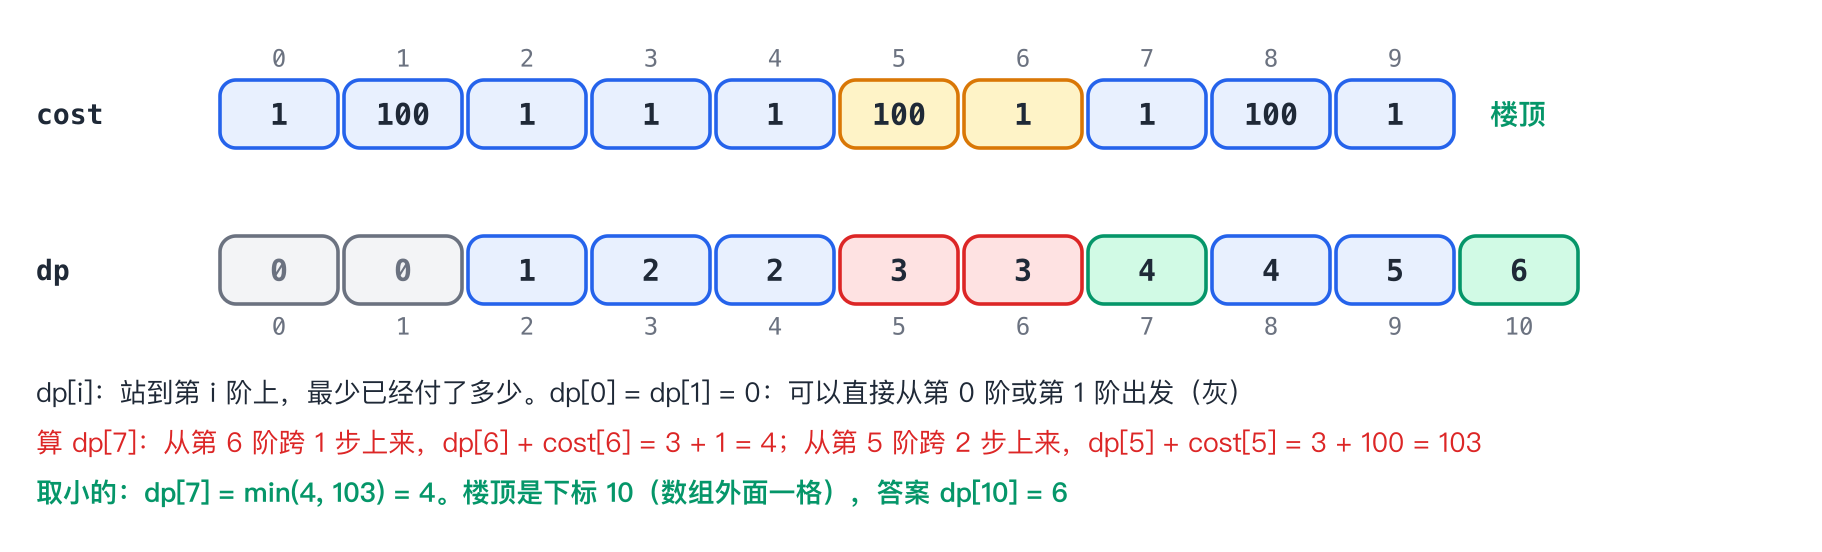 0 1 2 3 4 5 6 7 8 9
cost 1 100 1 1 1 100 1 1 100 1 楼顶
dp 0 0 1 2 2 3 3 4 4 5 6
0 1 2 3 4 5 6 7 8 9 10
dp[i]：站到第 i 阶上，最少已经付了多少。dp[0] = dp[1] = 0：可以直接从第 0 阶或第 1 阶出发（灰）
算 dp[7]：从第 6 阶跨 1 步上来，dp[6] + cost[6] = 3 + 1 = 4；从第 5 阶跨 2 步上来，dp[5] + cost[5] = 3 + 100 = 103
取小的：dp[7] = min(4, 103) = 4。楼顶是下标 10（数组外面一格），答案 dp[10] = 6